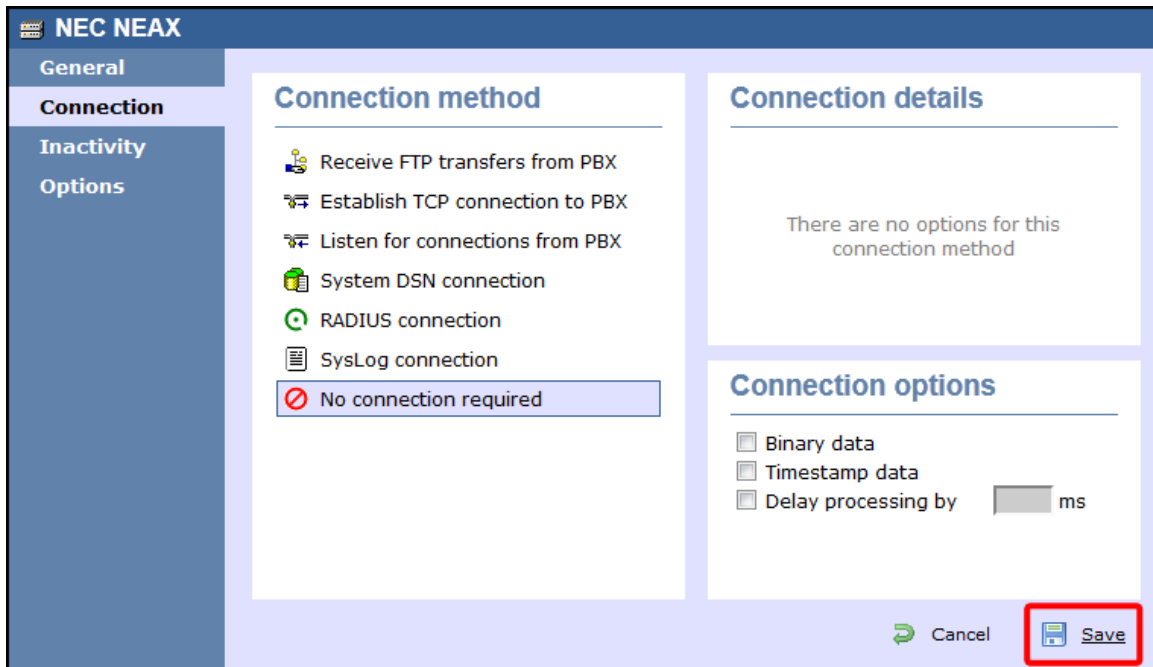 NEC NEAX
General
Connection
Inactivity
Options
Connection method
Receive FTP transfers from PBX
Establish TCP connection to PBX
Listen for connections from PBX
System DSN connection
RADIUS connection
SysLog connection
No connection required
Connection details
There are no options for this
connection method
Connection options
Binary data
Timestamp data
Delay processing by ms
Cancel Save